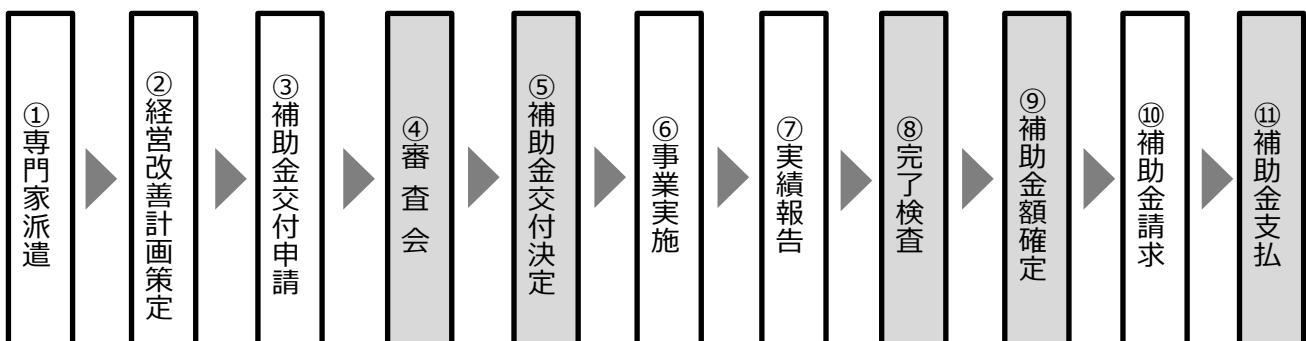 ①専門家派遣
②経営改善計画策定
③補助金交付申請
④審査会
⑤補助金交付決定
⑥事業実施
⑦実績報告
⑧完了検査
⑨補助金額確定
⑩補助金請求
⑪補助金支払